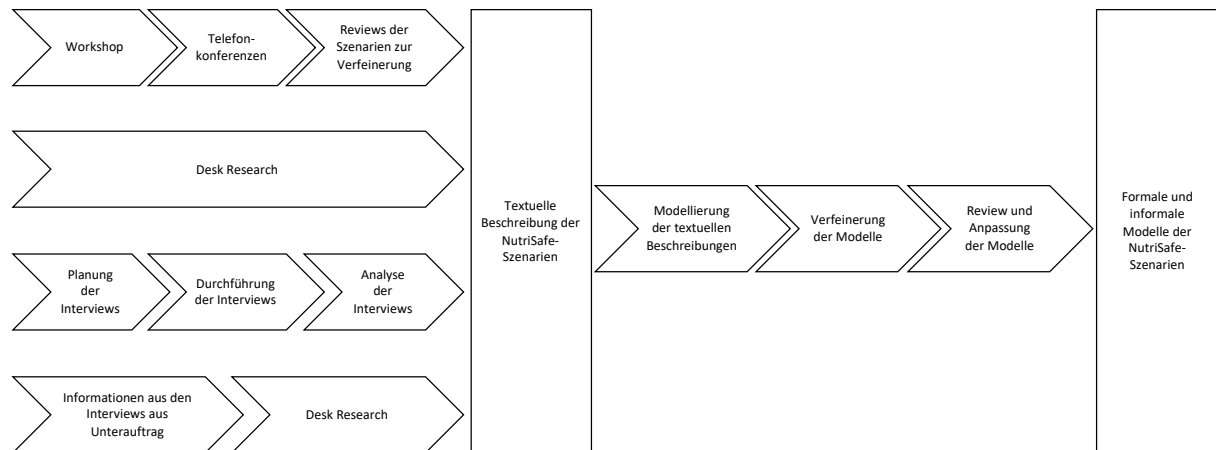 Workshop
Telefon-
konferenzen
Reviews der
Szenarien zur
Verfeinerung
Desk Research
Planung
der
Interviews
Durchführung
der Interviews
Analyse
der
Interviews
Informationen aus den
Interviews aus
Unterauftrag
Desk Research
Textuelle
Beschreibung der
NutriSafe-
Szenarien
Modellierung
der textuellen
Beschreibungen
Verfeinerung
der Modelle
Review und
Anpassung
der Modelle
Formale und
informale
Modelle der
NutriSafe-
Szenarien